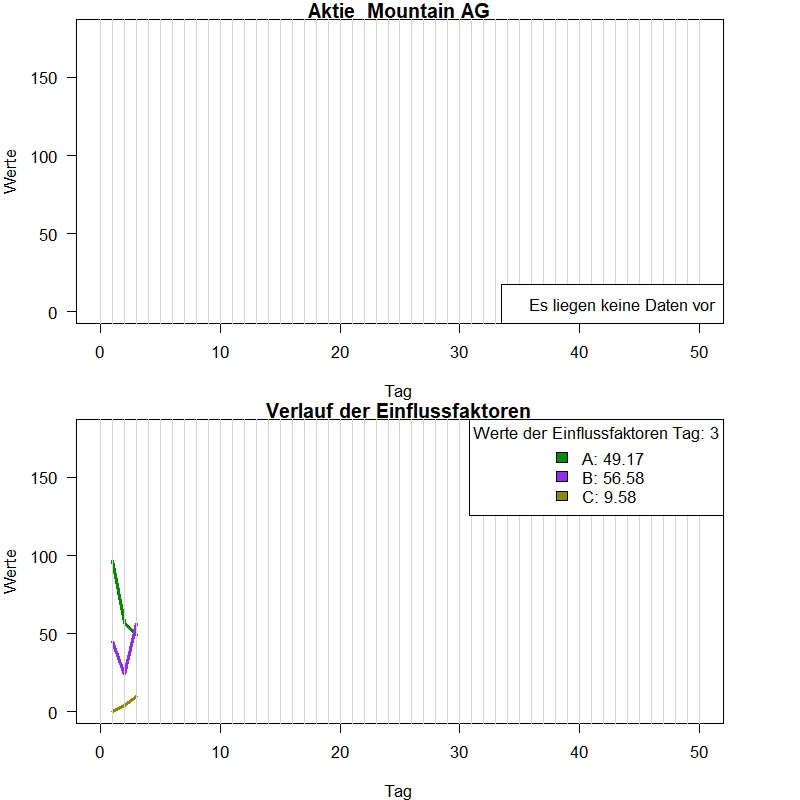 Aktie  Mountain AG
Werte
150
100
50
0
Es liegen keine Daten vor
0 10 20 30 40 50
Tag
Verlauf der Einflussfaktoren
Werte der Einflussfaktoren Tag: 3
A: 49.17
B: 56.58
C: 9.58
Werte
150
100
50
0
0 10 20 30 40 50
Tag